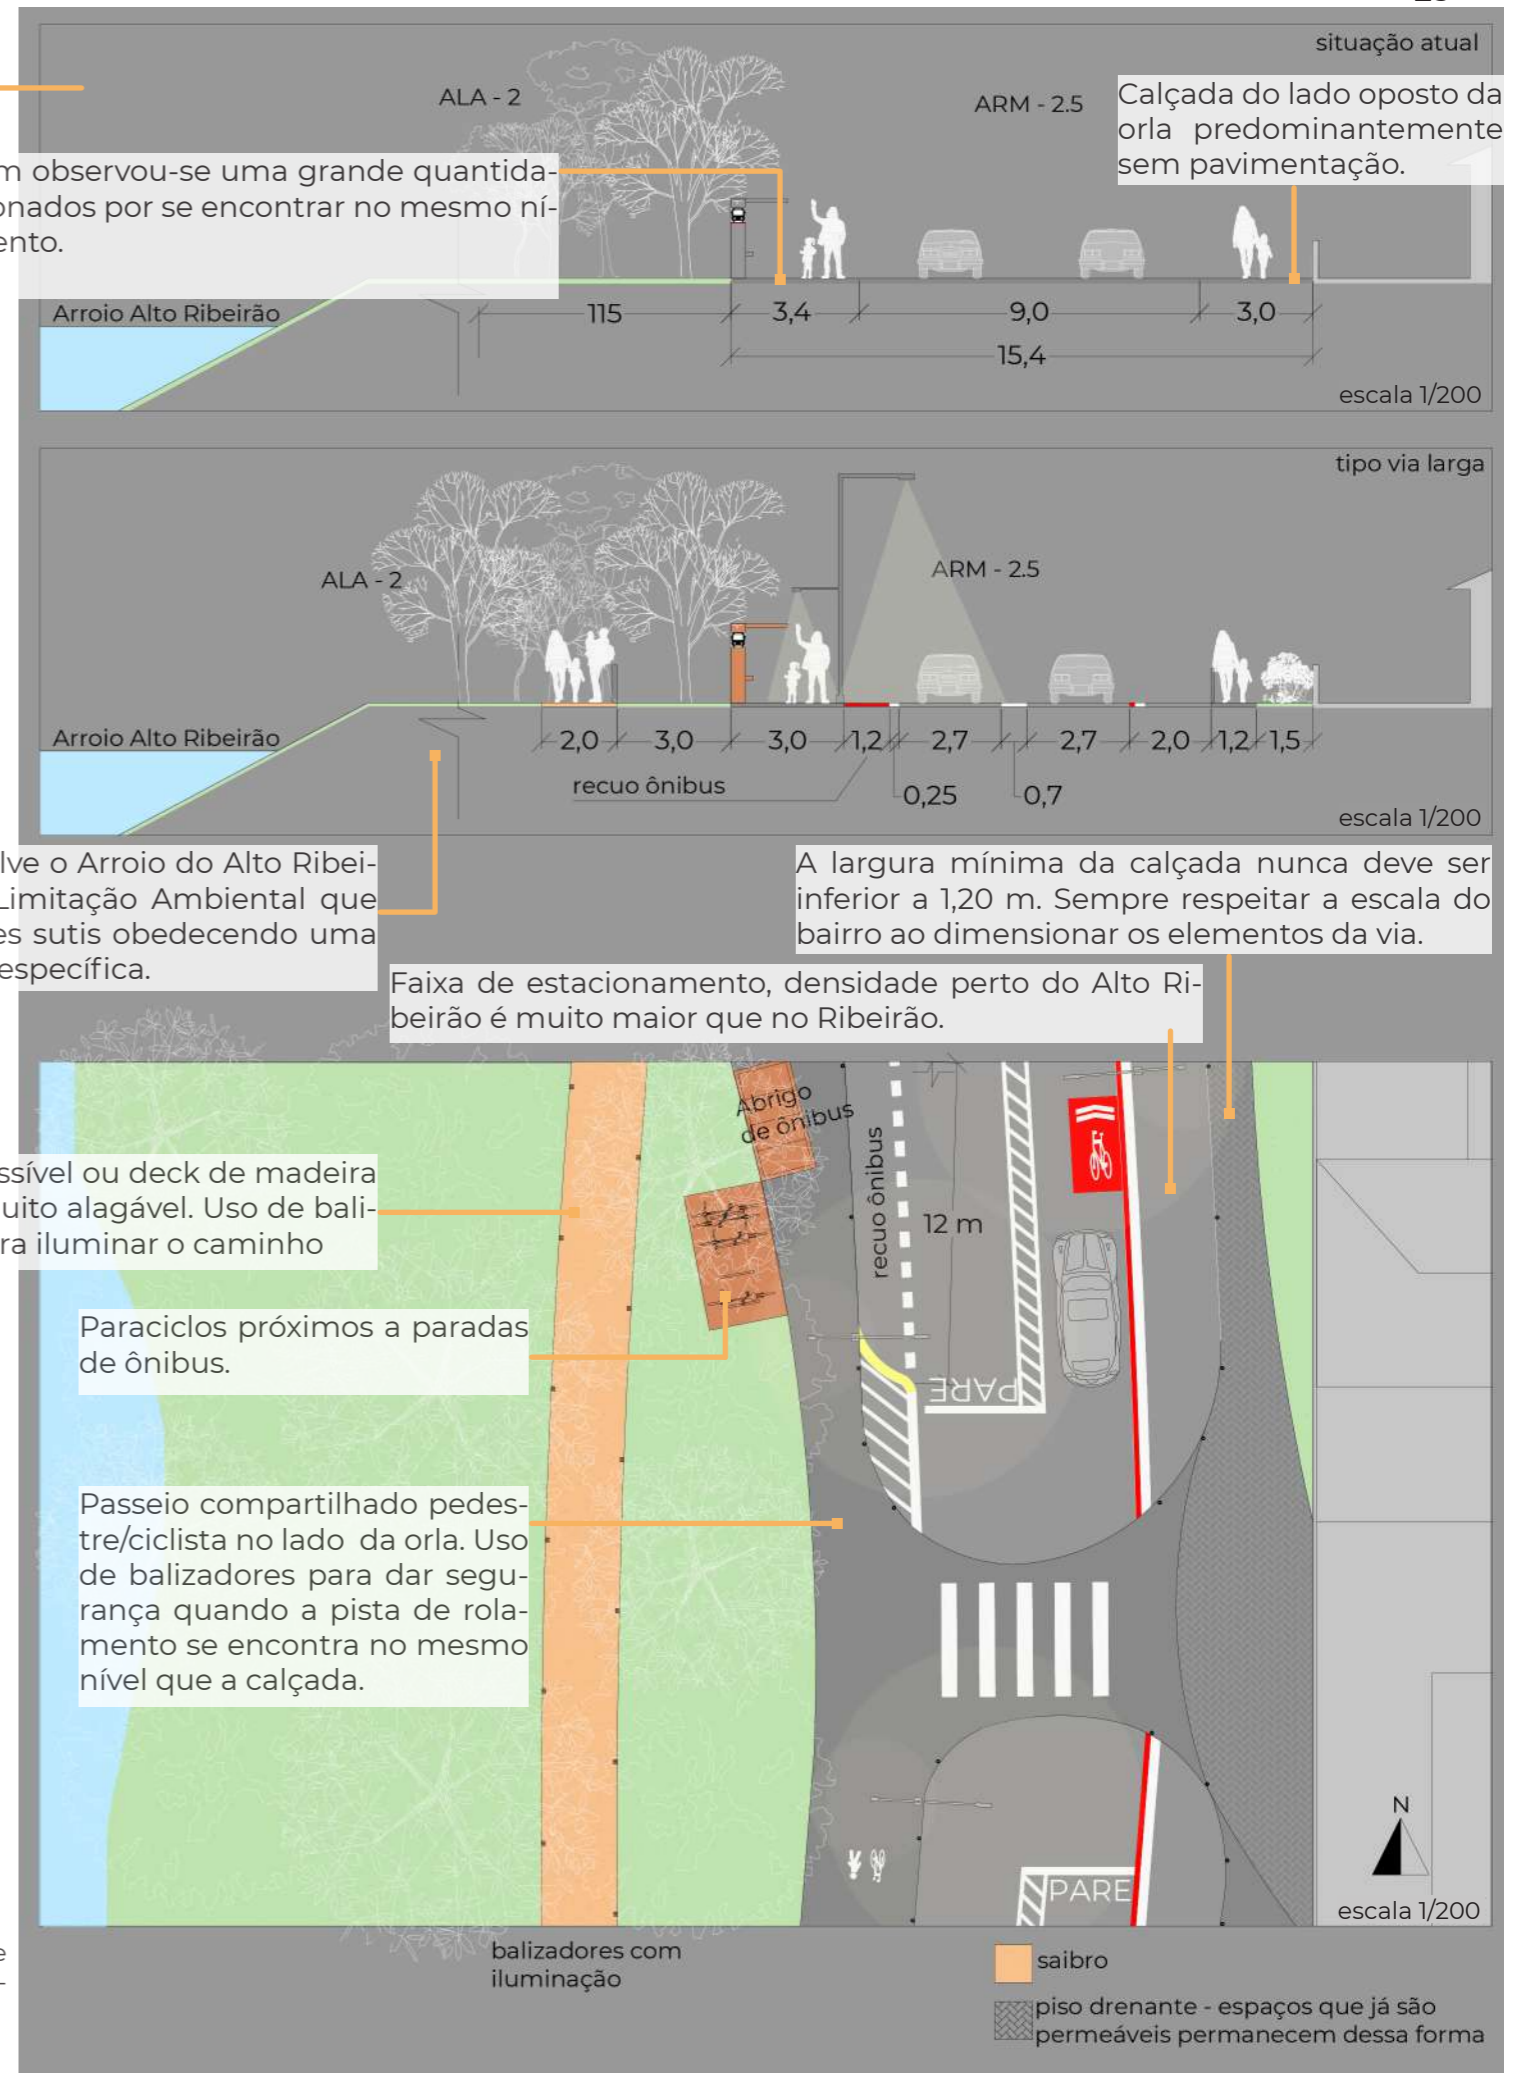 situação atual
ALA - 2
ARM - 2.5
Calçada do lado oposto da
orla predominantemente
sem pavimentação.
m observou-se uma grande quantida-
onados por se encontrar no mesmo ní-
ento.
Arroio Alto Ribeirão
115
3,4
9,0
3,0
15,4
escala 1/200
tipo via larga
ALA - 2
ARM - 2.5
Arroio Alto Ribeirão
2,0
3,0
3,0
1,2
2,7
2,7
2,0
1,2
1,5
recuo ônibus
0,25
0,7
escala 1/200
lve o Arroio do Alto Ribei-
Limitação Ambiental que
es sutis obedecendo uma
específica.
A largura mínima da calçada nunca deve ser
inferior a 1,20 m. Sempre respeitar a escala do
bairro ao dimensionar os elementos da via.
Faixa de estacionamento, densidade perto do Alto Ri-
beirão é muito maior que no Ribeirão.
Abrigo
de ônibus
recuo ônibus
12 m
ssível ou deck de madeira
uito alagável. Uso de bali-
ra iluminar o caminho
Paraciclos próximos a paradas
de ônibus.
PARE
Passeio compartilhado pedes-
tre/ciclista no lado da orla. Uso
de balizadores para dar segu-
rança quando a pista de rola-
mento se encontra no mesmo
nível que a calçada.
N
PARE
escala 1/200
e
-
balizadores com
iluminação
saibro
piso drenante - espaços que já são
permeáveis permanecem dessa forma